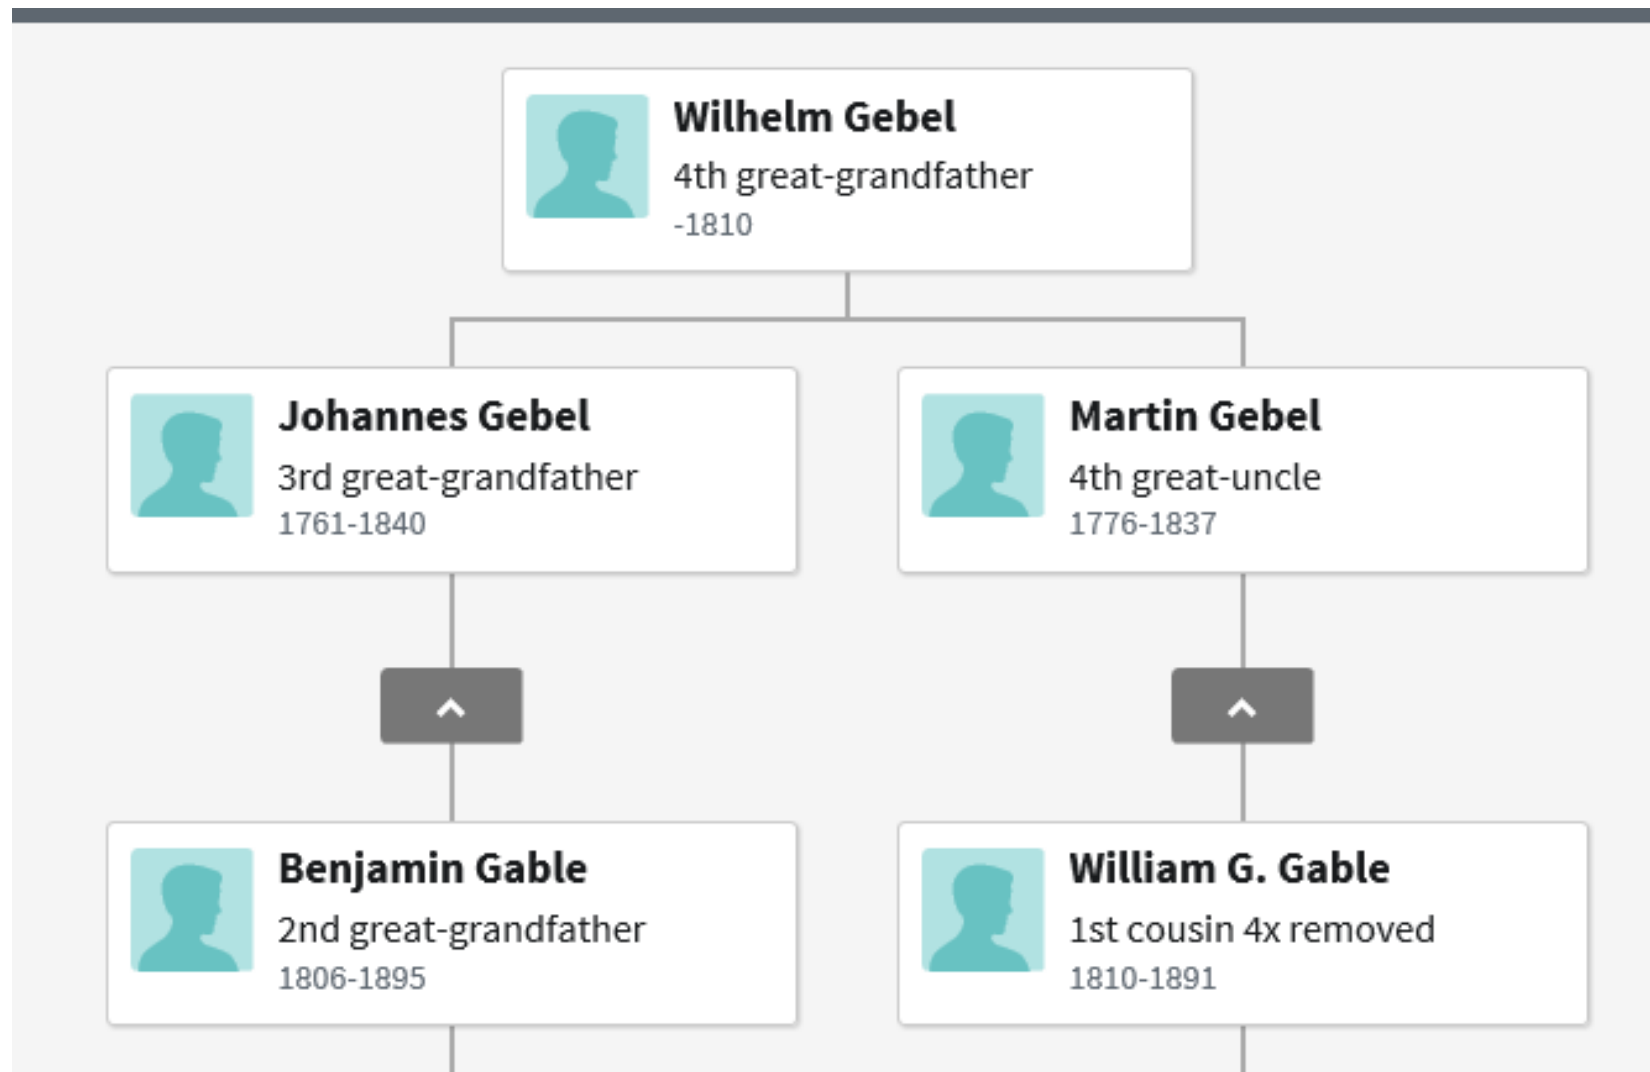 Wilhelm Gebel
4th great-grandfather
-1810
Johannes Gebel
3rd great-grandfather
1761-1840
Martin Gebel
4th great-uncle
1776-1837
Benjamin Gable
2nd great-grandfather
1806-1895
William G. Gable
1st cousin 4x removed
1810-1891